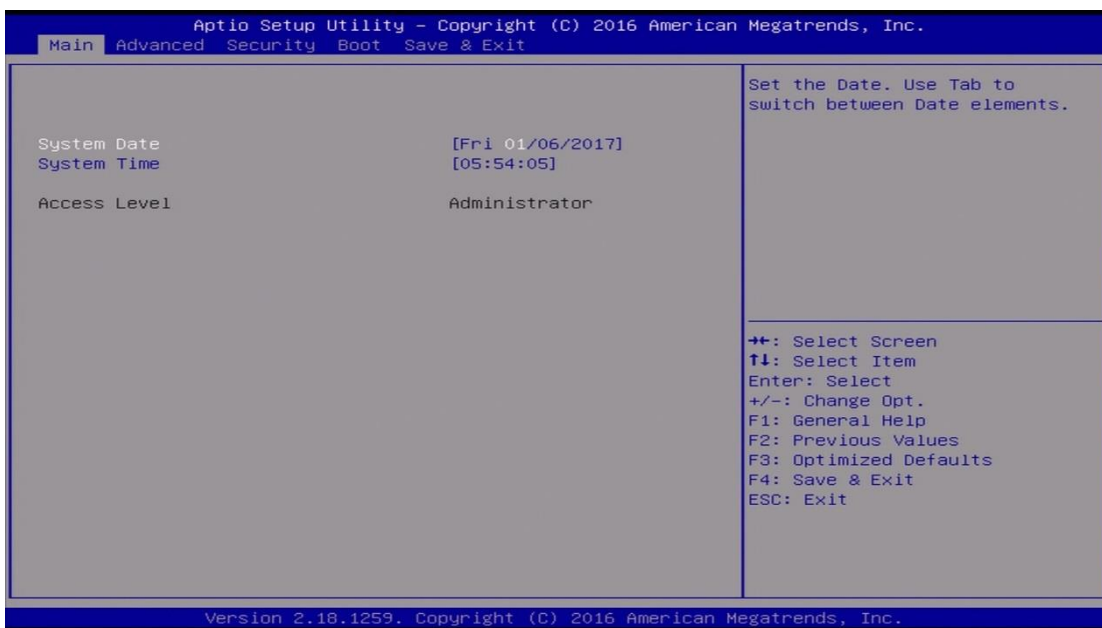 Aptio Setup Utility – Copyright (C) 2016 American Megatrends, Inc.
Main Advanced Security Boot Save & Exit
Set the Date. Use Tab to
switch between Date elements.
System Date [Fri 01/06/2017]
System Time [05:54:05]
Access Level Administrator
→←: Select Screen
↑↓: Select Item
Enter: Select
+/-: Change Opt.
F1: General Help
F2: Previous Values
F3: Optimized Defaults
F4: Save & Exit
ESC: Exit
Version 2.18.1259. Copyright (C) 2016 American Megatrends, Inc.